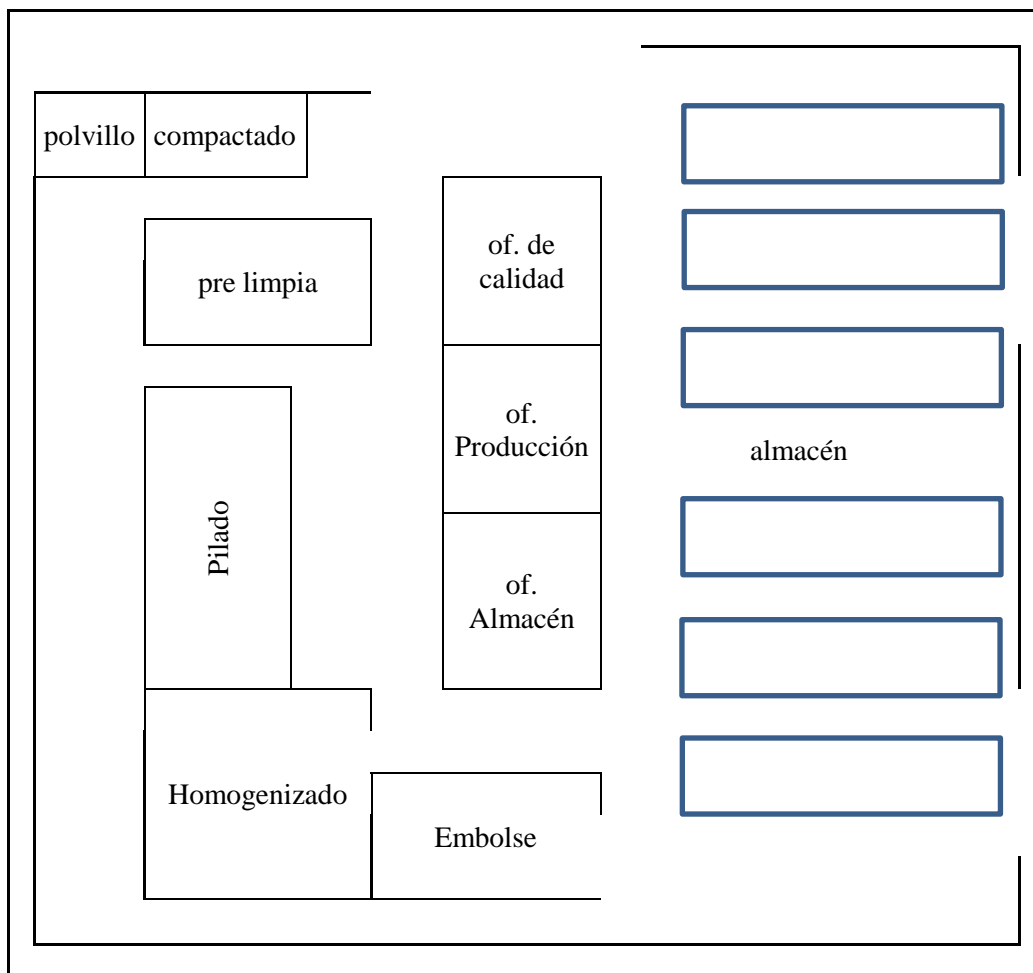 polvillo
compactado
pre limpia
of. de
calidad
of.
Producción
almacén
Pilado
of.
Almacén
Homogenizado
Embolse